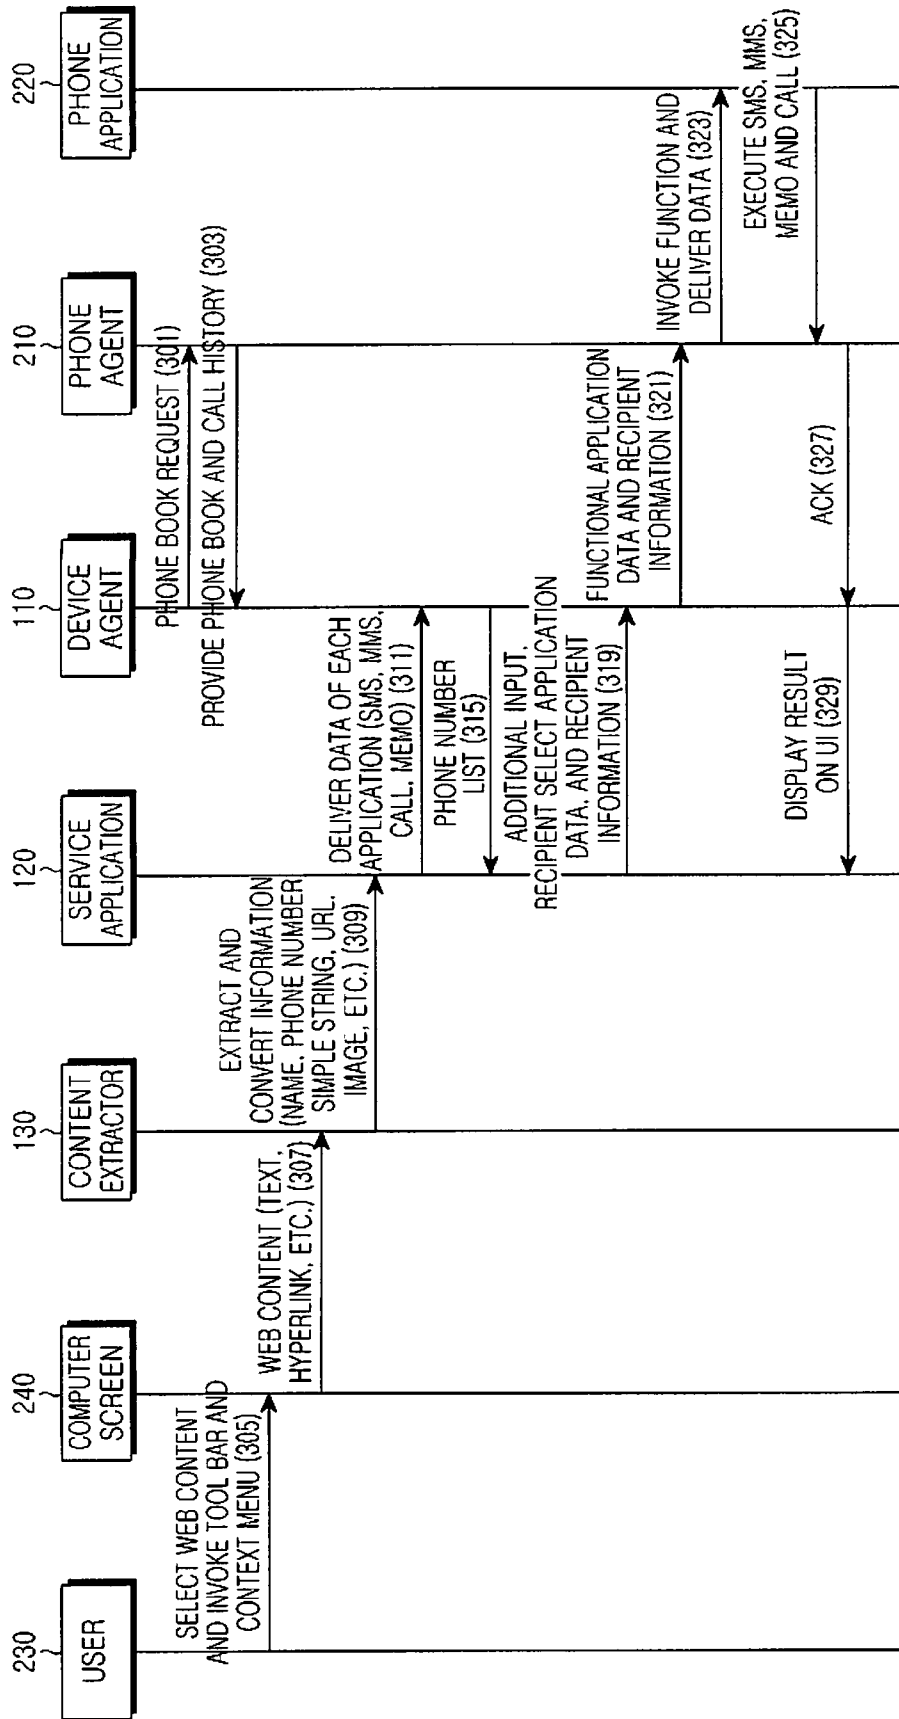 230
USER
240
COMPUTER
SCREEN
130
CONTENT
EXTRACTOR
120
SERVICE
APPLICATION
110
DEVICE
AGENT
210
PHONE
AGENT
220
PHONE
APPLICATION
PHONE BOOK REQUEST (301)
PROVIDE PHONE BOOK AND CALL HISTORY (303)
SELECT WEB CONTENT
AND INVOKE TOOL BAR AND
CONTEXT MENU (305)
WEB CONTENT (TEXT,
HYPERLINK, ETC.) (307)
EXTRACT AND
CONVERT INFORMATION
(NAME, PHONE NUMBER
SIMPLE STRING, URL,
IMAGE, ETC.) (309)
DELIVER DATA OF EACH
APPLICATION (SMS, MMS,
CALL, MEMO) (311)
PHONE NUMBER
LIST (315)
ADDITIONAL INPUT,
RECIPIENT SELECT APPLICATION
DATA, AND RECIPIENT
INFORMATION (319)
FUNCTIONAL APPLICATION
DATA AND RECIPIENT
INFORMATION (321)
INVOKE FUNCTION AND
DELIVER DATA (323)
EXECUTE SMS, MMS,
MEMO AND CALL (325)
ACK (327)
DISPLAY RESULT
ON UI (329)